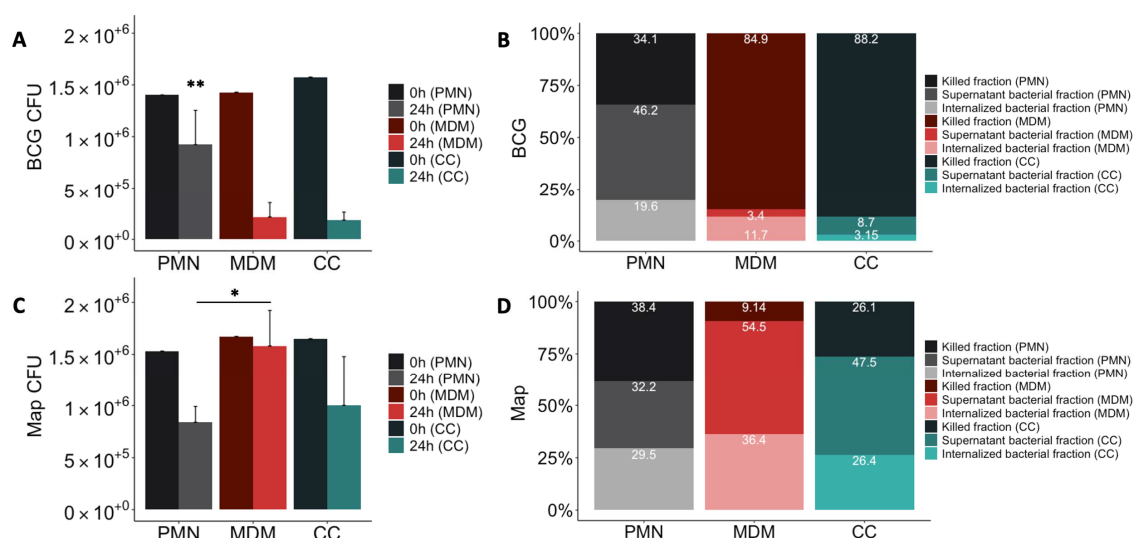 A
2 × 10⁺⁶
1.5 × 10⁺⁶
1 × 10⁺⁶
5 × 10⁺⁵
0 × 10⁺⁰
BCG CFU
**
PMN MDM CC
0h (PMN)
24h (PMN)
0h (MDM)
24h (MDM)
0h (CC)
24h (CC)
B
100%
75%
50%
25%
0%
BCG
34.1 84.9 88.2
46.2
19.6
3.4 8.7
11.7 3.15
PMN MDM CC
Killed fraction (PMN)
Supernatant bacterial fraction (PMN)
Internalized bacterial fraction (PMN)
Killed fraction (MDM)
Supernatant bacterial fraction (MDM)
Internalized bacterial fraction (MDM)
Killed fraction (CC)
Supernatant bacterial fraction (CC)
Internalized bacterial fraction (CC)
C
2 × 10⁺⁶
1.5 × 10⁺⁶
1 × 10⁺⁶
5 × 10⁺⁵
0 × 10⁺⁰
Map CFU
*
PMN MDM CC
0h (PMN)
24h (PMN)
0h (MDM)
24h (MDM)
0h (CC)
24h (CC)
D
100%
75%
50%
25%
0%
Map
38.4 9.14 26.1
54.5
47.5
32.2
36.4
29.5 26.4
PMN MDM CC
Killed fraction (PMN)
Supernatant bacterial fraction (PMN)
Internalized bacterial fraction (PMN)
Killed fraction (MDM)
Supernatant bacterial fraction (MDM)
Internalized bacterial fraction (MDM)
Killed fraction (CC)
Supernatant bacterial fraction (CC)
Internalized bacterial fraction (CC)